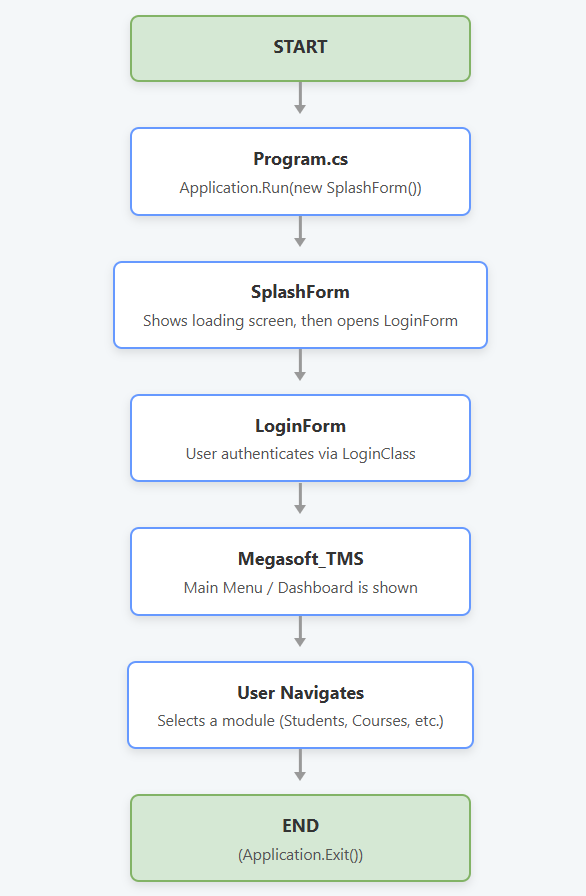 START
Program.cs
Application.Run(new SplashForm())
SplashForm
Shows loading screen, then opens LoginForm
LoginForm
User authenticates via LoginClass
Megasoft_TMS
Main Menu / Dashboard is shown
User Navigates
Selects a module (Students, Courses, etc.)
END
(Application.Exit())